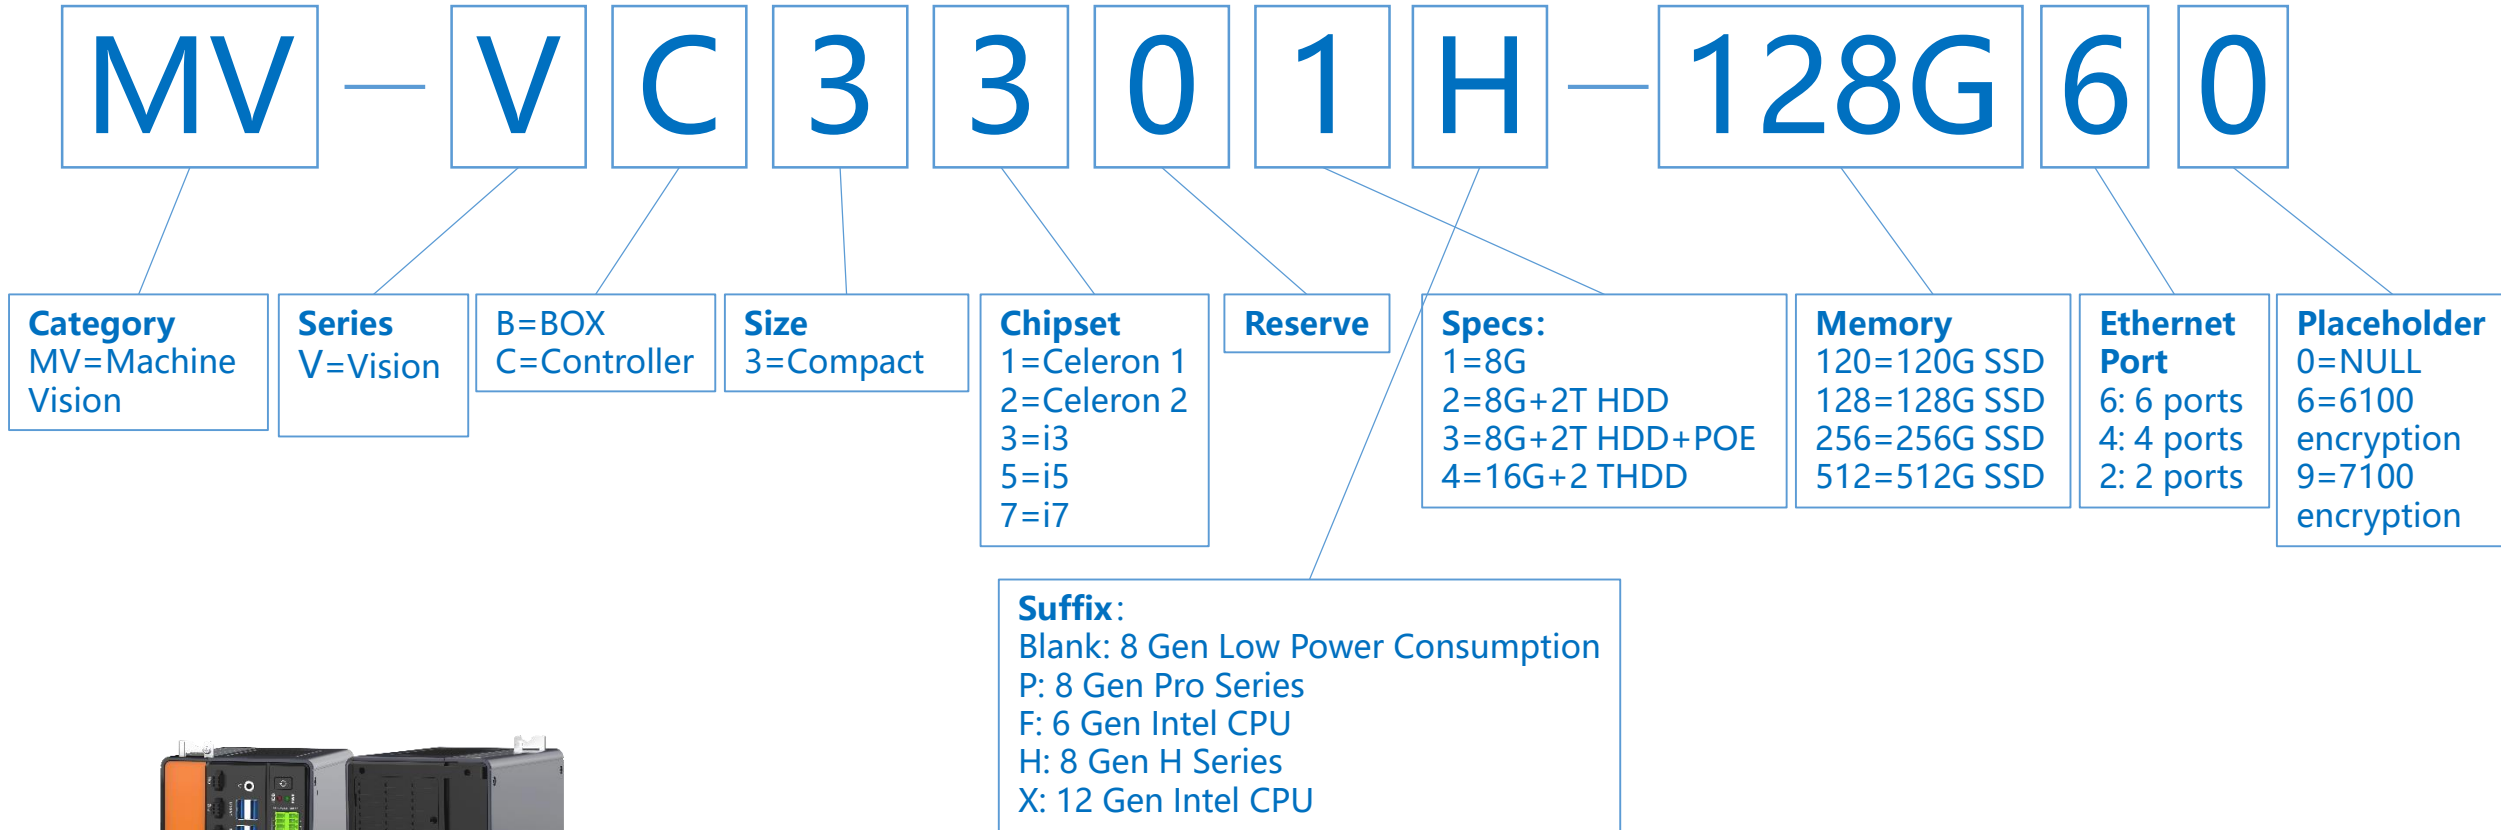 MV — V C 3 3 0 1 H — 128G 6 0
Category
MV=Machine
Vision
Series
V=Vision
B=BOX
C=Controller
Size
3=Compact
Chipset
1=Celeron 1
2=Celeron 2
3=i3
5=i5
7=i7
Reserve
Specs:
1=8G
2=8G+2T HDD
3=8G+2T HDD+POE
4=16G+2 THDD
Memory
120=120G SSD
128=128G SSD
256=256G SSD
512=512G SSD
Ethernet
Port
6: 6 ports
4: 4 ports
2: 2 ports
Placeholder
0=NULL
6=6100
encryption
9=7100
encryption
Suffix:
Blank: 8 Gen Low Power Consumption
P: 8 Gen Pro Series
F: 6 Gen Intel CPU
H: 8 Gen H Series
X: 12 Gen Intel CPU